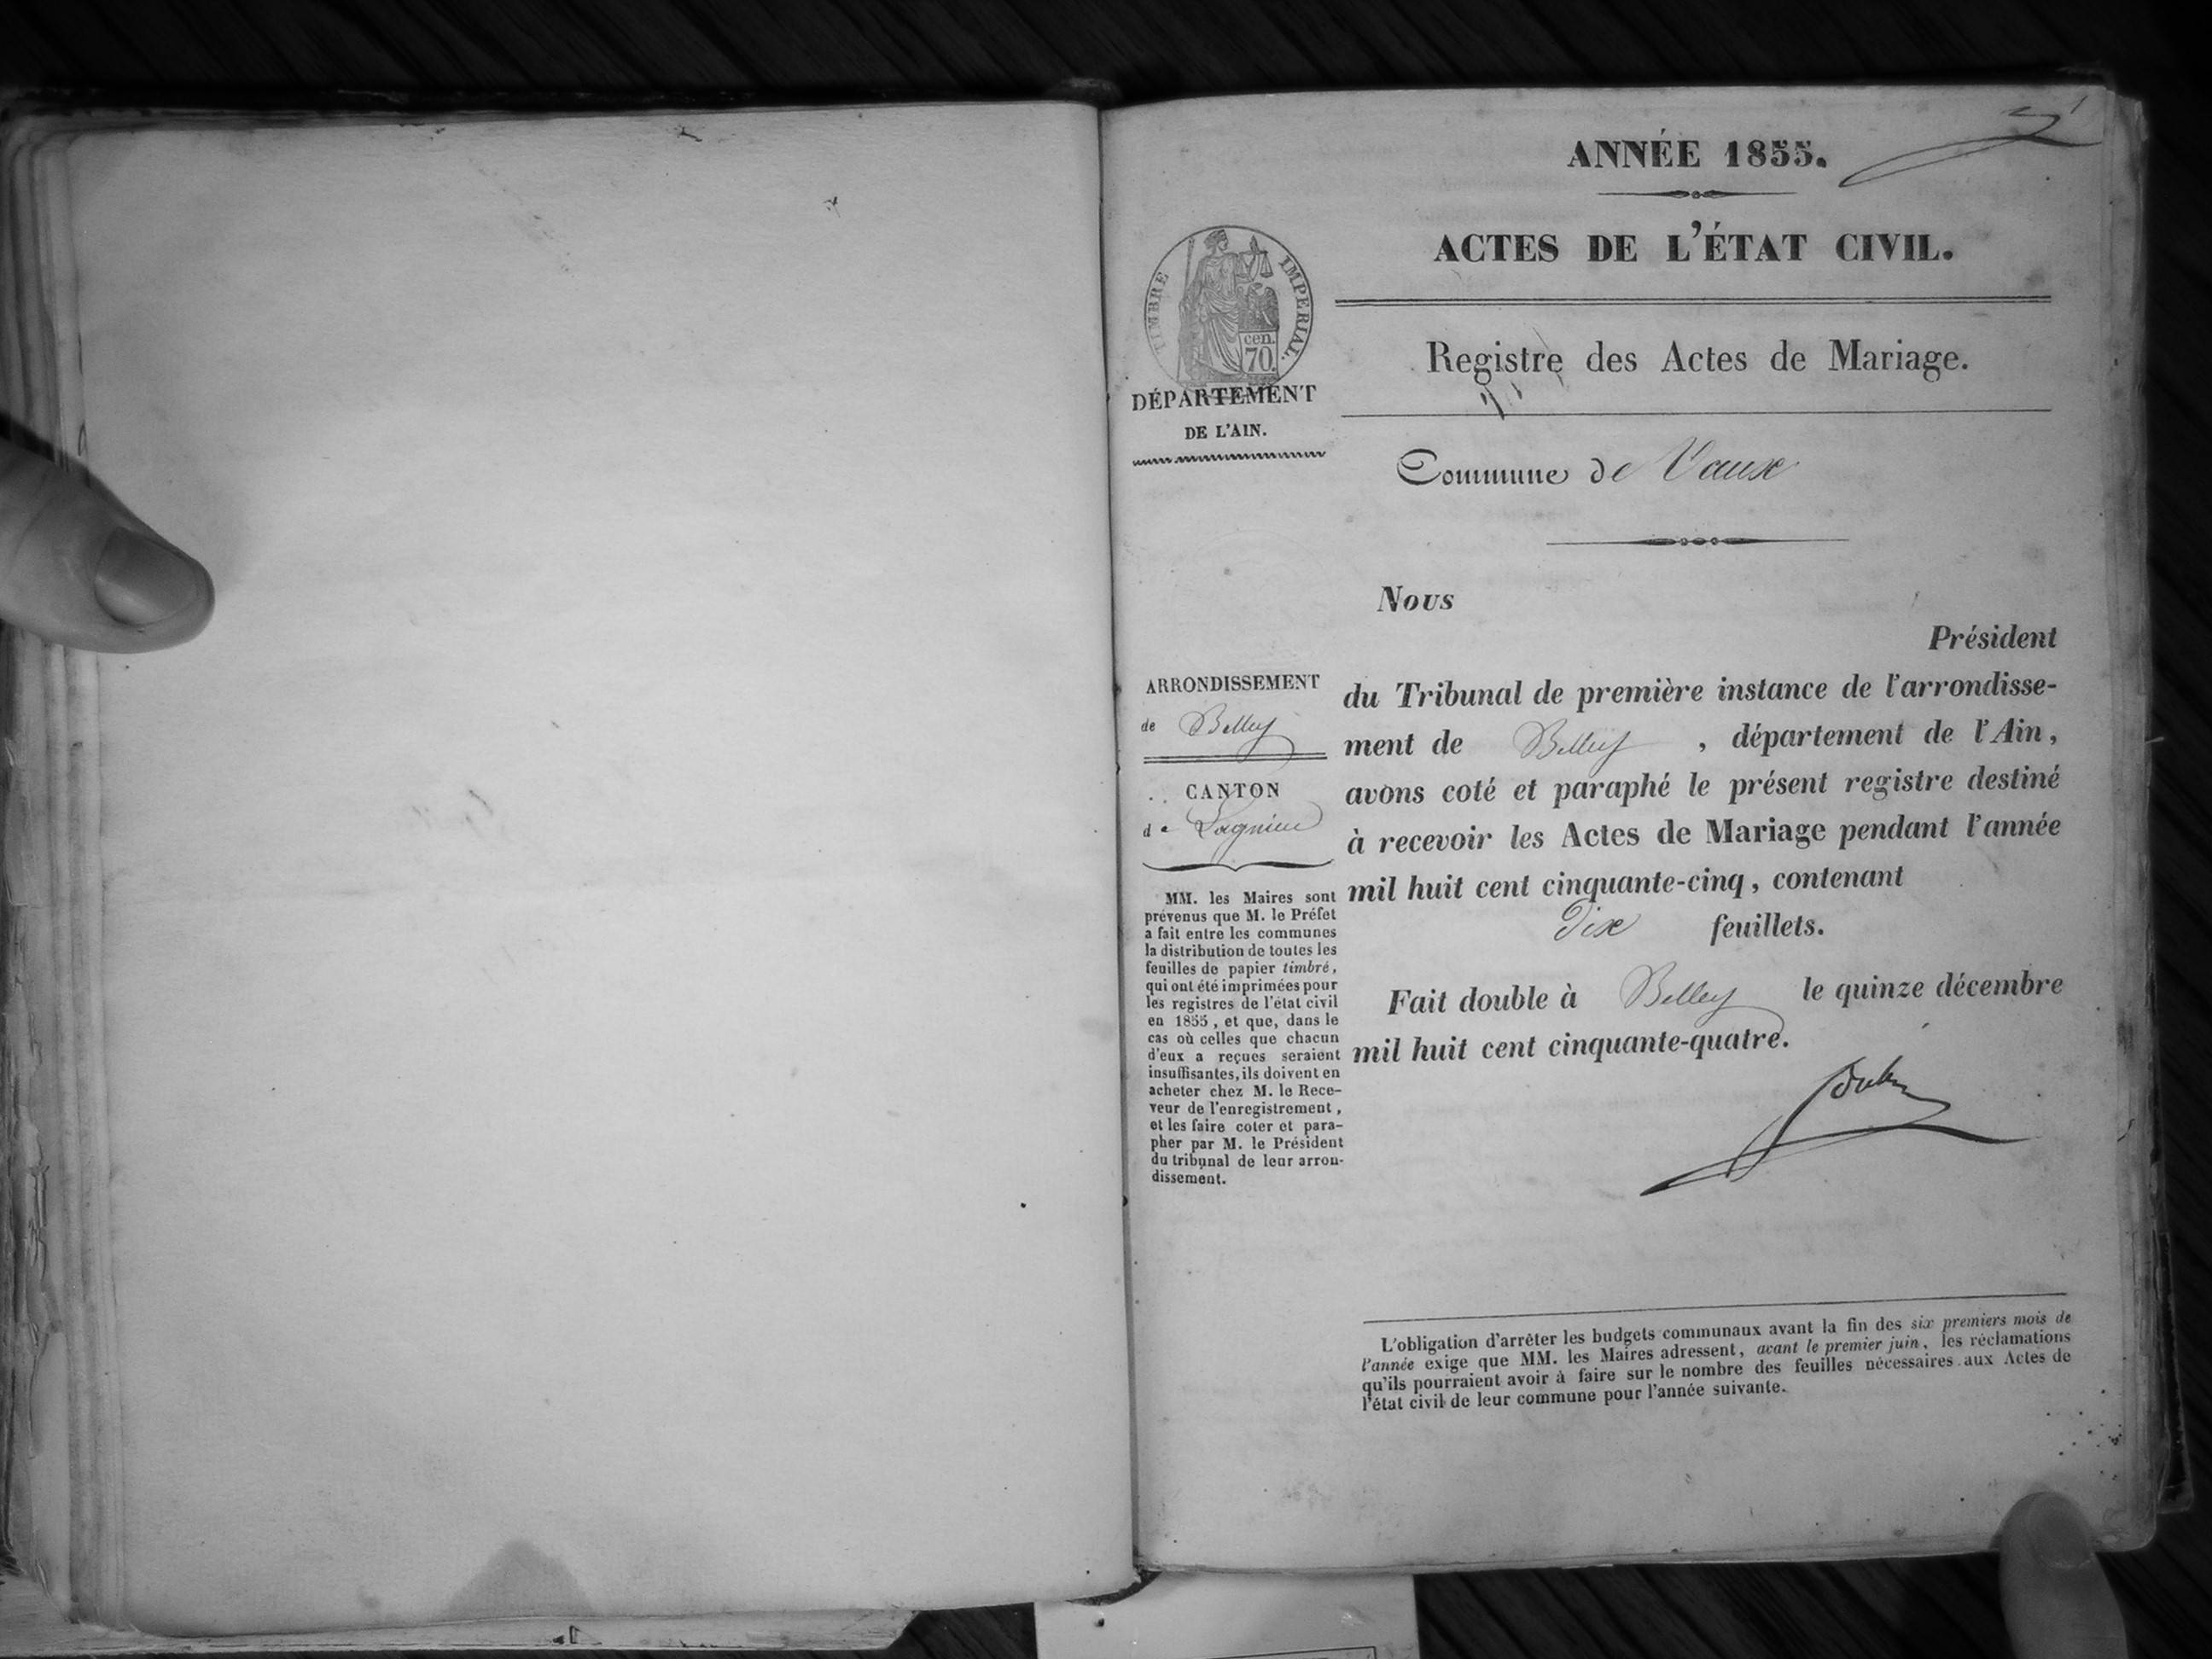 ANNÉE 1855.
ACTES DE L'ÉTAT CIVIL.
TIMBRE IMPERIAL.
cen.
70.
DÉPARTEMENT
DE L'AIN.
Registre des Actes de Mariage.
Commune de Vaux
ARRONDISSEMENT
de Belley
CANTON
de Lagnieu
MM. les Maires sont
prévenus que M. le Préfet
a fait entre les communes
la distribution de toutes les
feuilles de papier timbré,
qui ont été imprimées pour
les registres de l'état civil
en 1855, et que, dans le
cas où celles que chacun
d'eux a reçues seraient
insuffisantes, ils doivent en
acheter chez M. le Rece-
veur de l'enregistrement,
et les faire coter et para-
pher par M. le Président
du tribunal de leur arron-
dissement.
Nous
Président
du Tribunal de première instance de l'arrondisse-
ment de Belley, département de l'Ain,
avons coté et paraphé le présent registre destiné
à recevoir les Actes de Mariage pendant l'année
mil huit cent cinquante-cinq, contenant
Dix feuillets.
Fait double à Belley le quinze décembre
mil huit cent cinquante-quatre.
L'obligation d'arrêter les budgets communaux avant la fin des six premiers mois de
l'année exige que MM. les Maires adressent, avant le premier juin, les réclamations
qu'ils pourraient avoir à faire sur le nombre des feuilles nécessaires aux Actes de
l'état civil de leur commune pour l'année suivante.